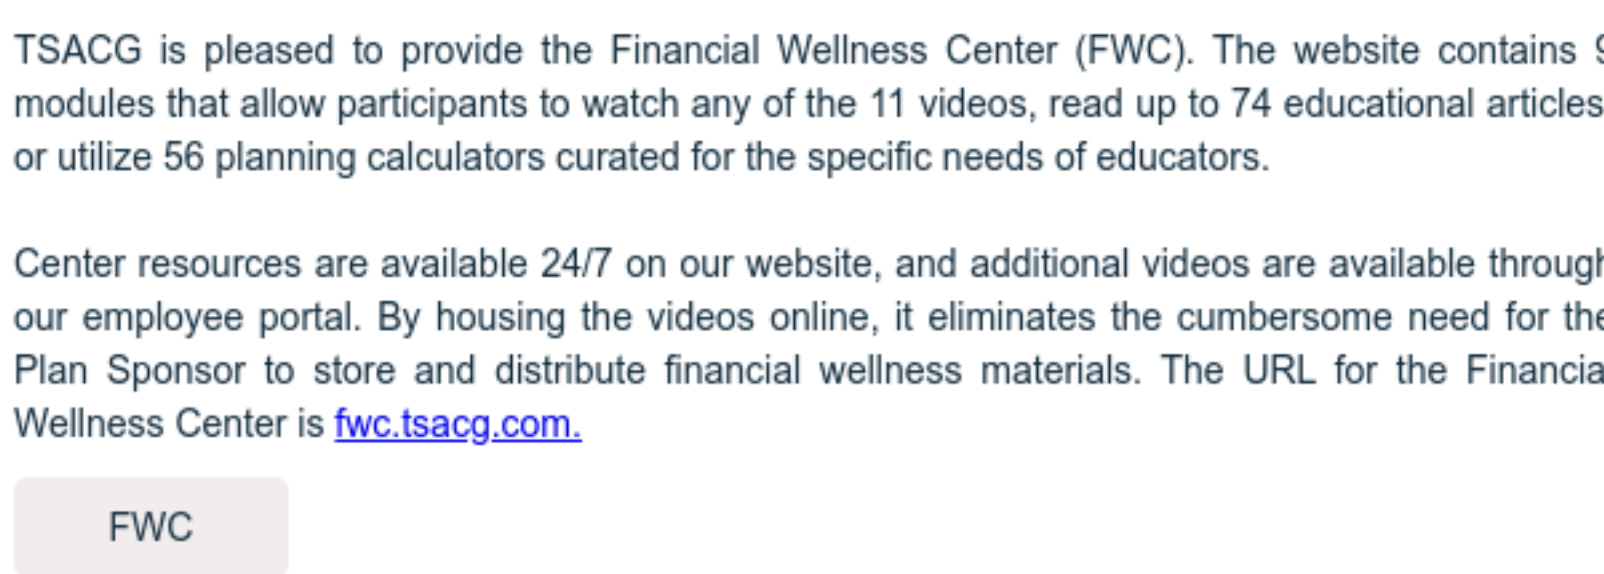 TSACG is pleased to provide the Financial Wellness Center (FWC). The website contains 9
modules that allow participants to watch any of the 11 videos, read up to 74 educational articles
or utilize 56 planning calculators curated for the specific needs of educators.
Center resources are available 24/7 on our website, and additional videos are available through
our employee portal. By housing the videos online, it eliminates the cumbersome need for the
Plan Sponsor to store and distribute financial wellness materials. The URL for the Financia
Wellness Center is fwc.tsacg.com.
FWC